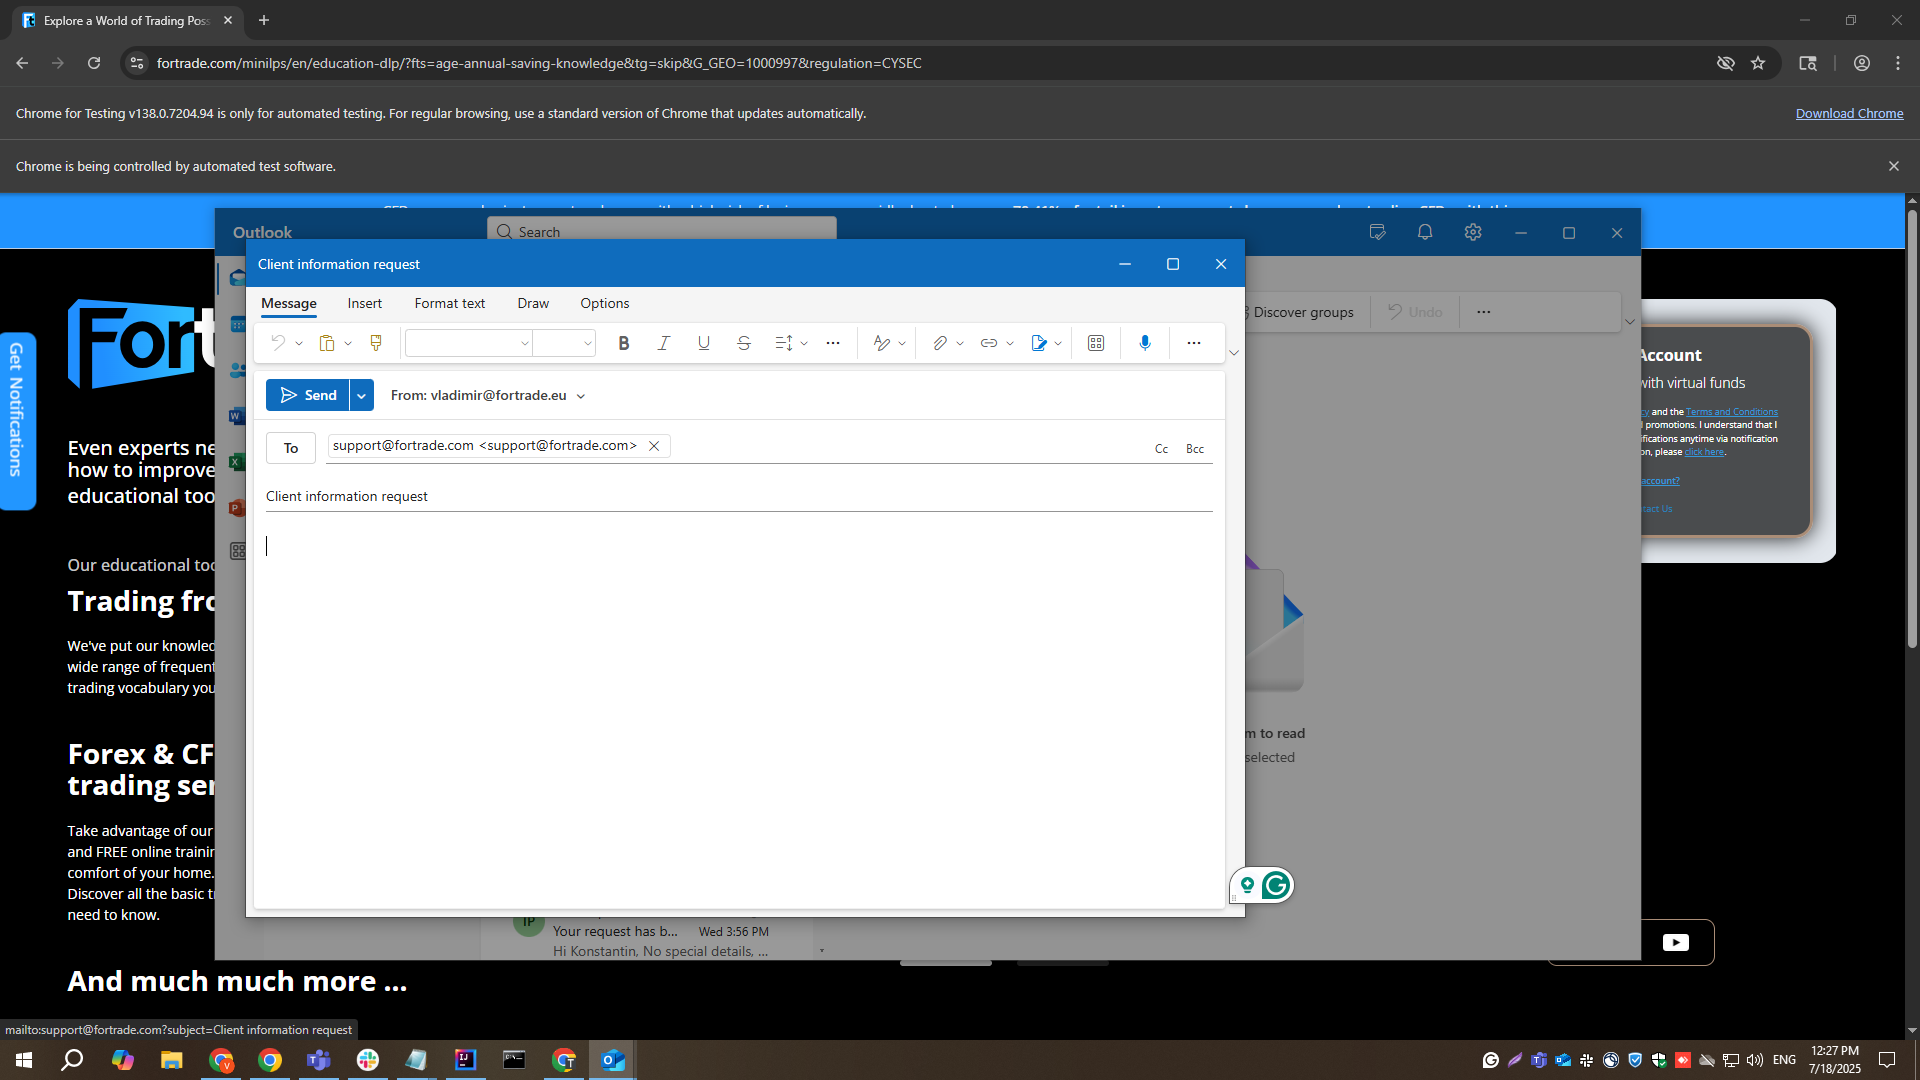 Explore a World of Trading Poss
fortrade.com/minilps/en/education-dlp/?fts=age-annual-saving-knowledge&tg=skip&G_GEO=1000997&regulation=CYSEC
Chrome for Testing v138.0.7204.94 is only for automated testing. For regular browsing, use a standard version of Chrome that updates automatically.
Download Chrome
Chrome is being controlled by automated test software.
Outlook
Search
Client information request
Message Insert Format text Draw Options
Discover groups
Undo
Send
From: vladimir@fortrade.eu
To
support@fortrade.com <support@fortrade.com>
Cc
Bcc
Client information request
Get Notifications
Fort
Even experts ne
how to improve
educational too
Our educational too
Trading fro
We've put our knowled
wide range of frequent
trading vocabulary you
Forex & CF
trading ser
Take advantage of our
and FREE online trainin
comfort of your home.
Discover all the basic t
need to know.
And much much more ...
Account
with virtual funds
cy and the Terms and Conditions
promotions. I understand that I
ifications anytime via notification
on, please click here.
account?
tact Us
m to read
selected
IP
Your request has b...
Wed 3:56 PM
Hi Konstantin, No special details, ...
mailto:support@fortrade.com?subject=Client information request
ENG
12:27 PM
7/18/2025